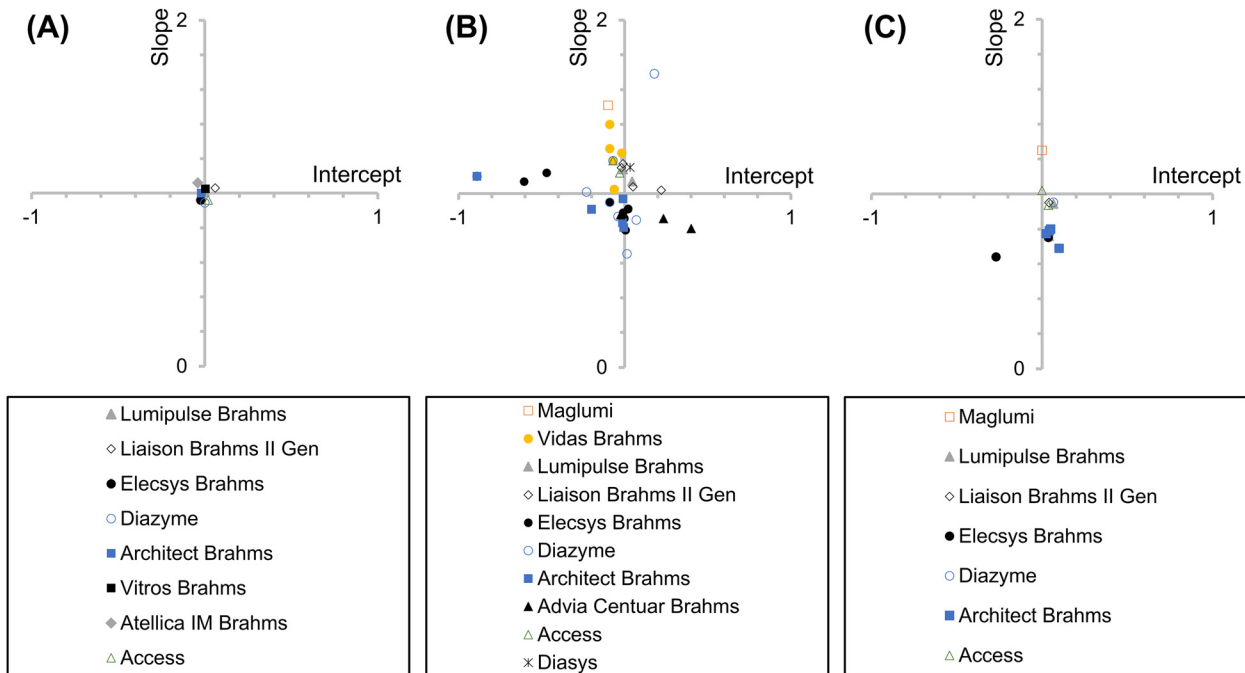 (A)
Slope
2
Intercept
-1
1
0
Lumipulse Brahms
Liaison Brahms II Gen
Elecsys Brahms
Diazyme
Architect Brahms
Vitros Brahms
Atellica IM Brahms
Access
(B)
Slope
2
Intercept
-1
1
0
Maglumi
Vidas Brahms
Lumipulse Brahms
Liaison Brahms II Gen
Elecsys Brahms
Diazyme
Architect Brahms
Advia Centuar Brahms
Access
Diasys
(C)
Slope
2
Intercept
-1
1
0
Maglumi
Lumipulse Brahms
Liaison Brahms II Gen
Elecsys Brahms
Diazyme
Architect Brahms
Access